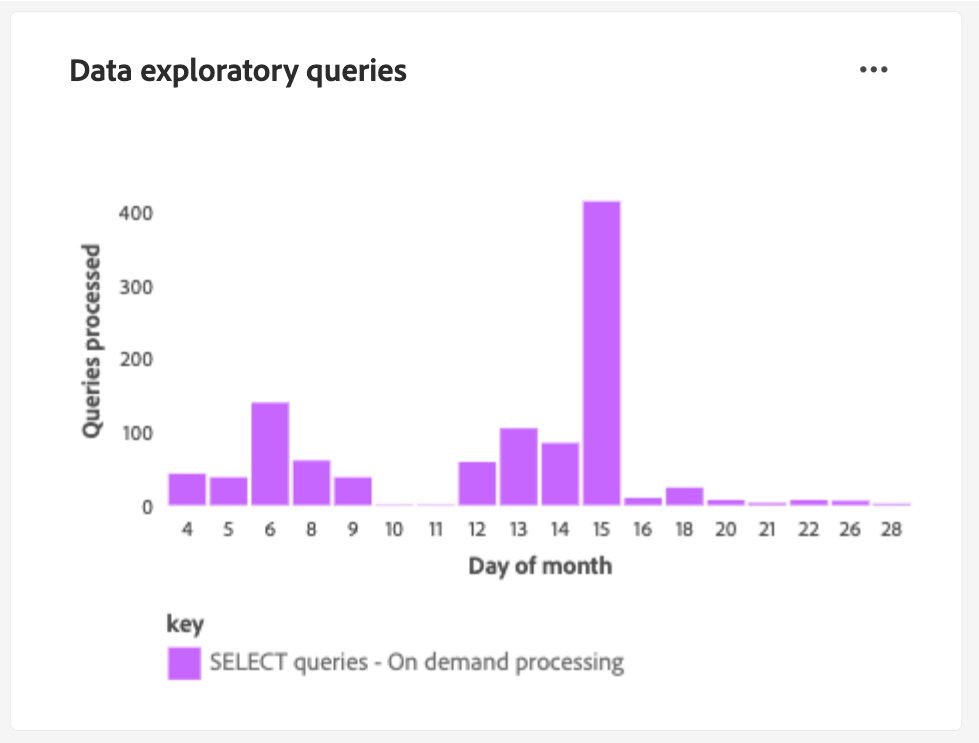 Data exploratory queries
Queries processed
400
300
200
100
0
4 5 6 8 9 10 11 12 13 14 15 16 18 20 21 22 26 28
Day of month
key
SELECT queries - On demand processing